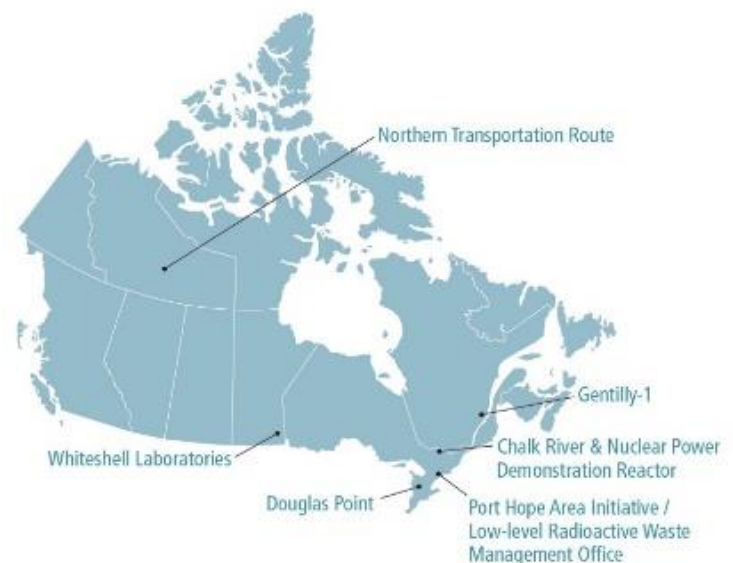 Northern Transportation Route
Gentilly-1
Chalk River & Nuclear Power
Demonstration Reactor
Whiteshell Laboratories
Douglas Point
Port Hope Area Initiative /
Low-level Radioactive Waste
Management Office